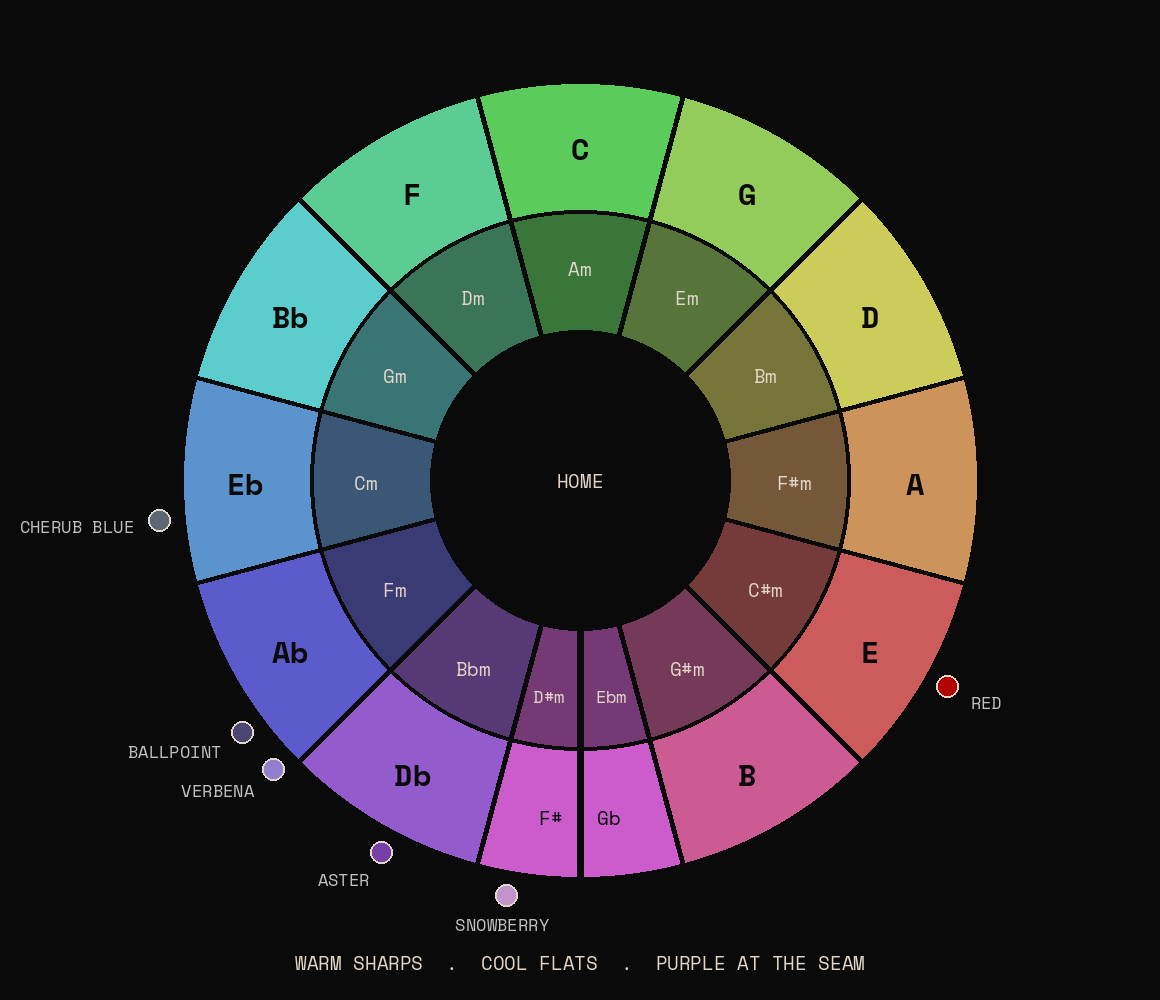 C
F
G
Am
Dm
Em
Bb
D
Gm
Bm
HOME
Eb
Cm
F#m
A
CHERUB BLUE
Fm
C#m
Ab
E
Bbm
G#m
D#m
Ebm
RED
BALLPOINT
Db
B
VERBENA
F#
Gb
ASTER
SNOWBERRY
WARM SHARPS . COOL FLATS . PURPLE AT THE SEAM